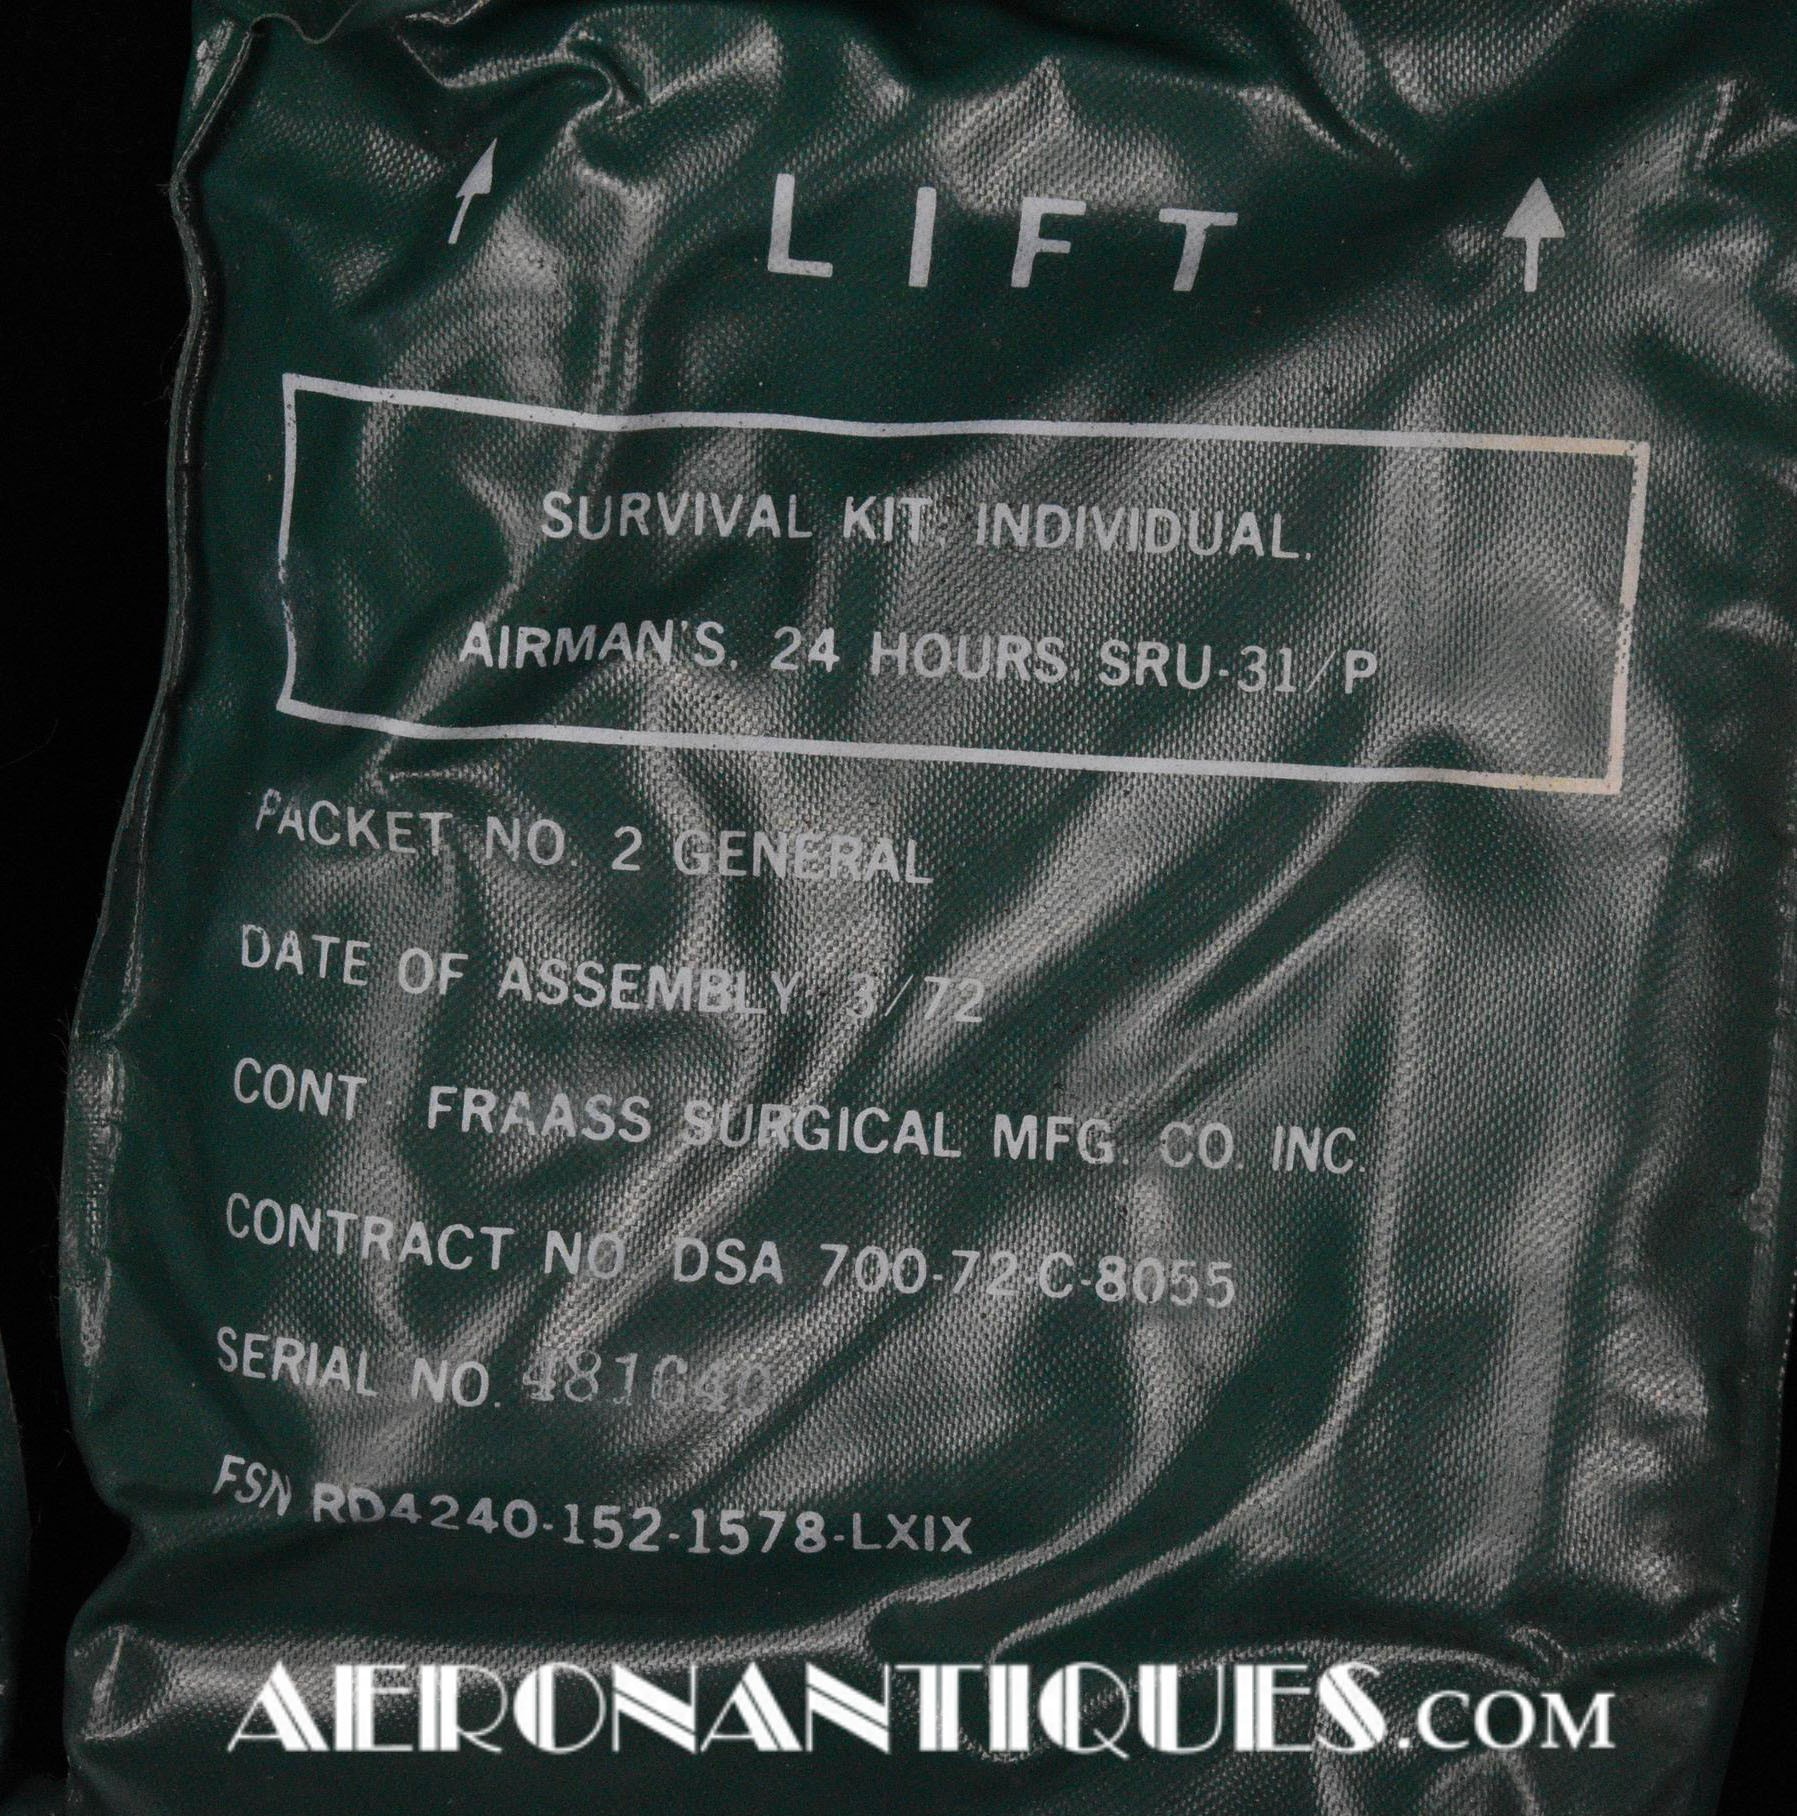 LIFT
SURVIVAL KIT: INDIVIDUAL,
AIRMAN'S, 24 HOURS, SRU-31/P
PACKET NO. 2 GENERAL
DATE OF ASSEMBLY: 3/72
CONT. FRAASS SURGICAL MFG. CO. INC.
CONTRACT NO. DSA 700-72-C-8055
SERIAL NO. 481640
FSN RD4240-152-1578-LXIX
AERONANTIQUES.COM